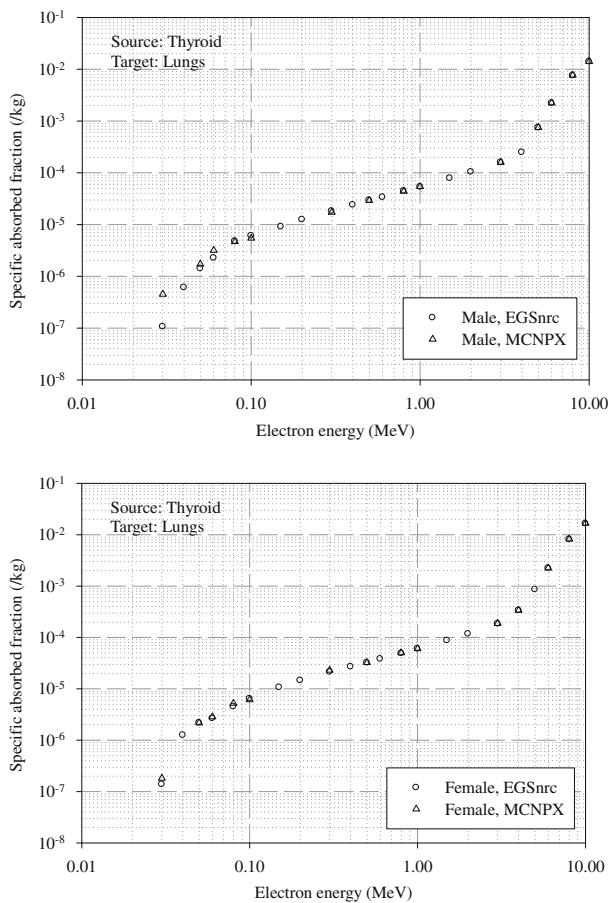 10⁻¹
Source: Thyroid
Target: Lungs
10⁻²
10⁻³
10⁻⁴
10⁻⁵
10⁻⁶
10⁻⁷
10⁻⁸
Specific absorbed fraction (/kg)
Male, EGSnrc
Male, MCNPX
0.01 0.10 1.00 10.00
Electron energy (MeV)
10⁻¹
Source: Thyroid
Target: Lungs
10⁻²
10⁻³
10⁻⁴
10⁻⁵
10⁻⁶
10⁻⁷
10⁻⁸
Specific absorbed fraction (/kg)
Female, EGSnrc
Female, MCNPX
0.01 0.10 1.00 10.00
Electron energy (MeV)